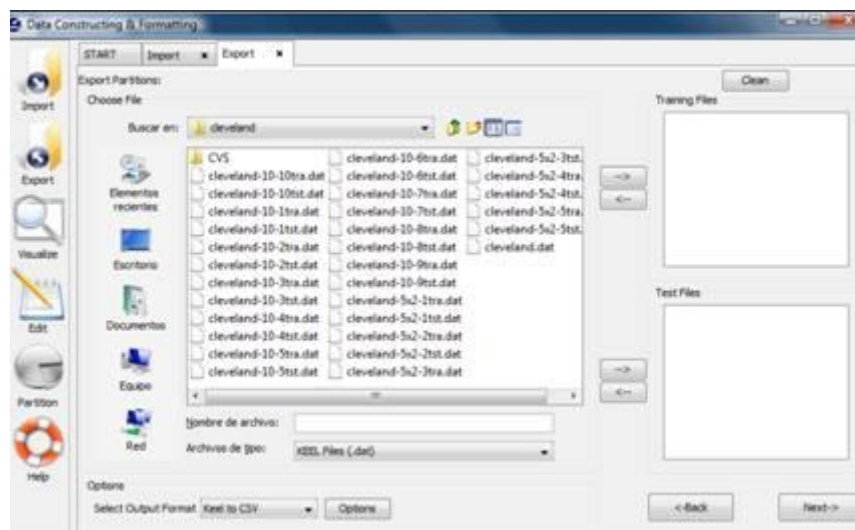 Data Constructing & Formatting
START Import Export
Import
Export
Visualize
Edit
Partition
Help
Export Partitions:
Clean
Choose File
Buscar en: cleveland
Elementos recientes
Escritorio
Documentos
Equipo
Red
CVS
cleveland-10-10tra.dat
cleveland-10-10tst.dat
cleveland-10-1tra.dat
cleveland-10-1tst.dat
cleveland-10-2tra.dat
cleveland-10-2tst.dat
cleveland-10-3tra.dat
cleveland-10-3tst.dat
cleveland-10-4tra.dat
cleveland-10-4tst.dat
cleveland-10-5tra.dat
cleveland-10-5tst.dat
cleveland-10-6tra.dat
cleveland-10-6tst.dat
cleveland-10-7tra.dat
cleveland-10-7tst.dat
cleveland-10-8tra.dat
cleveland-10-8tst.dat
cleveland-10-9tra.dat
cleveland-10-9tst.dat
cleveland-5x2-1tra.dat
cleveland-5x2-1tst.dat
cleveland-5x2-2tra.dat
cleveland-5x2-2tst.dat
cleveland-5x2-3tra.dat
cleveland-5x2-3tst.
cleveland-5x2-4tra.
cleveland-5x2-4tst.
cleveland-5x2-5tra.
cleveland-5x2-5tst.
cleveland.dat
Nombre de archivo:
Archivos de tipo: KEEL Files (.dat)
-->
<--
-->
<--
Training Files
Test Files
Options
Select Output Format Keel to CSV Options
<-Back Next->